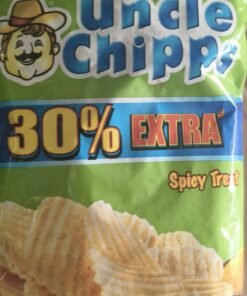 Uncle
Chipps
30% EXTRA*
Spicy Treat